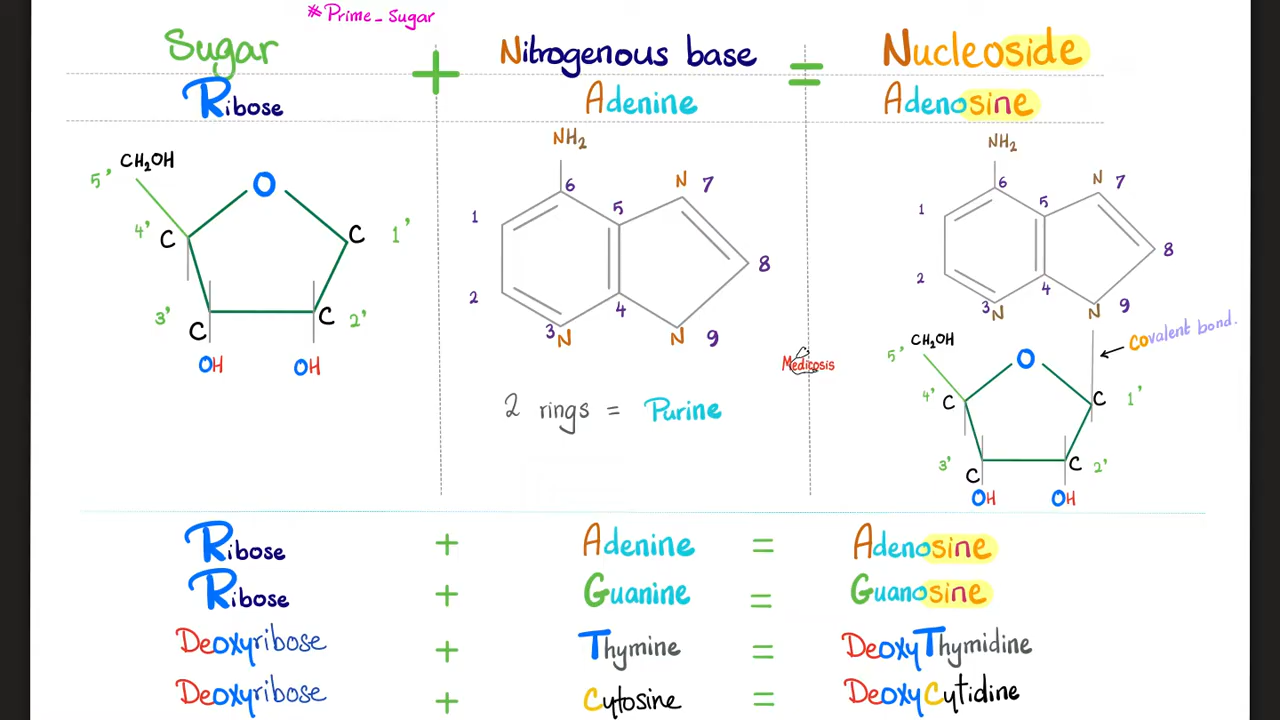 #Prime_Sugar
Sugar + Nitrogenous base = Nucleoside
Ribose Adenine Adenosine
CH2OH
5'
O
4'
C
C
1'
3'
C
C
2'
OH
OH
NH2
6
N
7
1
5
8
2
4
3
N
N
9
2 rings = Purine
Medicosis
NH2
6
N
7
1
5
8
2
4
3
N
N
9
Covalent bond.
CH2OH
5'
O
4'
C
C
1'
3'
C
C
2'
OH
OH
Ribose + Adenine = Adenosine
Ribose + Guanine = Guanosine
Deoxyribose + Thymine = DeoxyThymidine
Deoxyribose + Cytosine = DeoxyCytidine